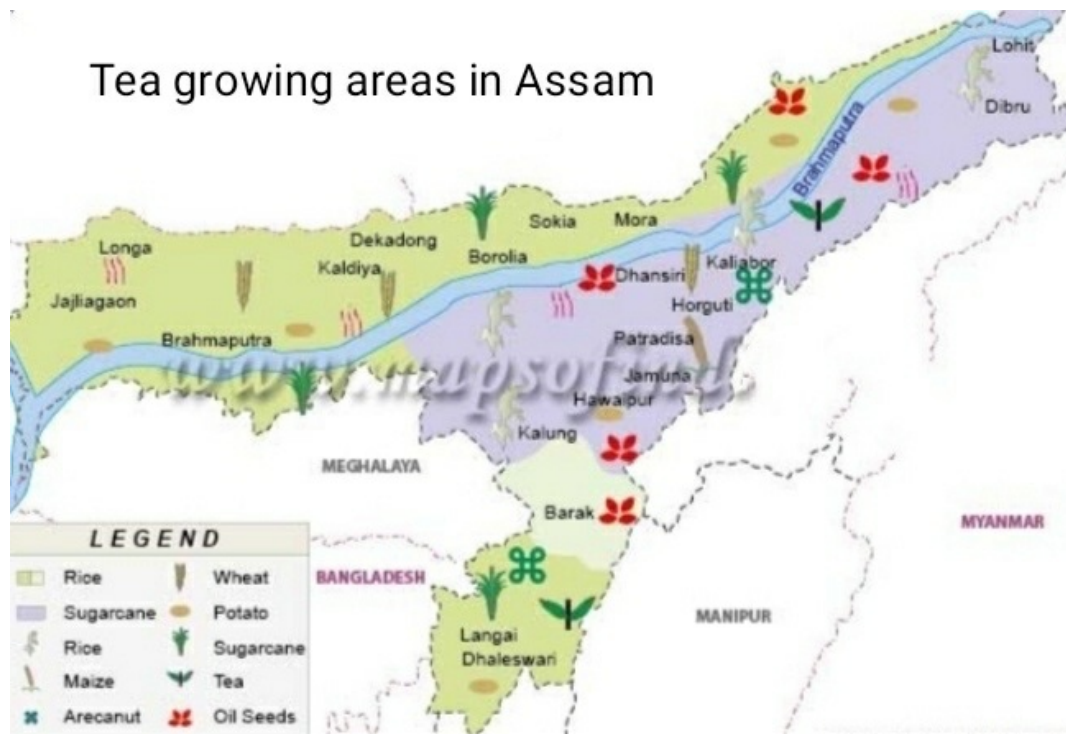 Tea growing areas in Assam
Lohit
Dibru
Brahmaputra
Sokia
Mora
Dekadong
Longa
Borolia
Kaldiya
Dhansiri
Kaliabor
Jajliagaon
Horguti
Brahmaputra
Patradisa
www.mapsofind
Jamuna
Hawaipur
Kalung
MEGHALAYA
Barak
MYANMAR
LEGEND
Rice
Wheat
BANGLADESH
Sugarcane
Potato
MANIPUR
Rice
Sugarcane
Langai
Dhaleswari
Maize
Tea
Arecanut
Oil Seeds